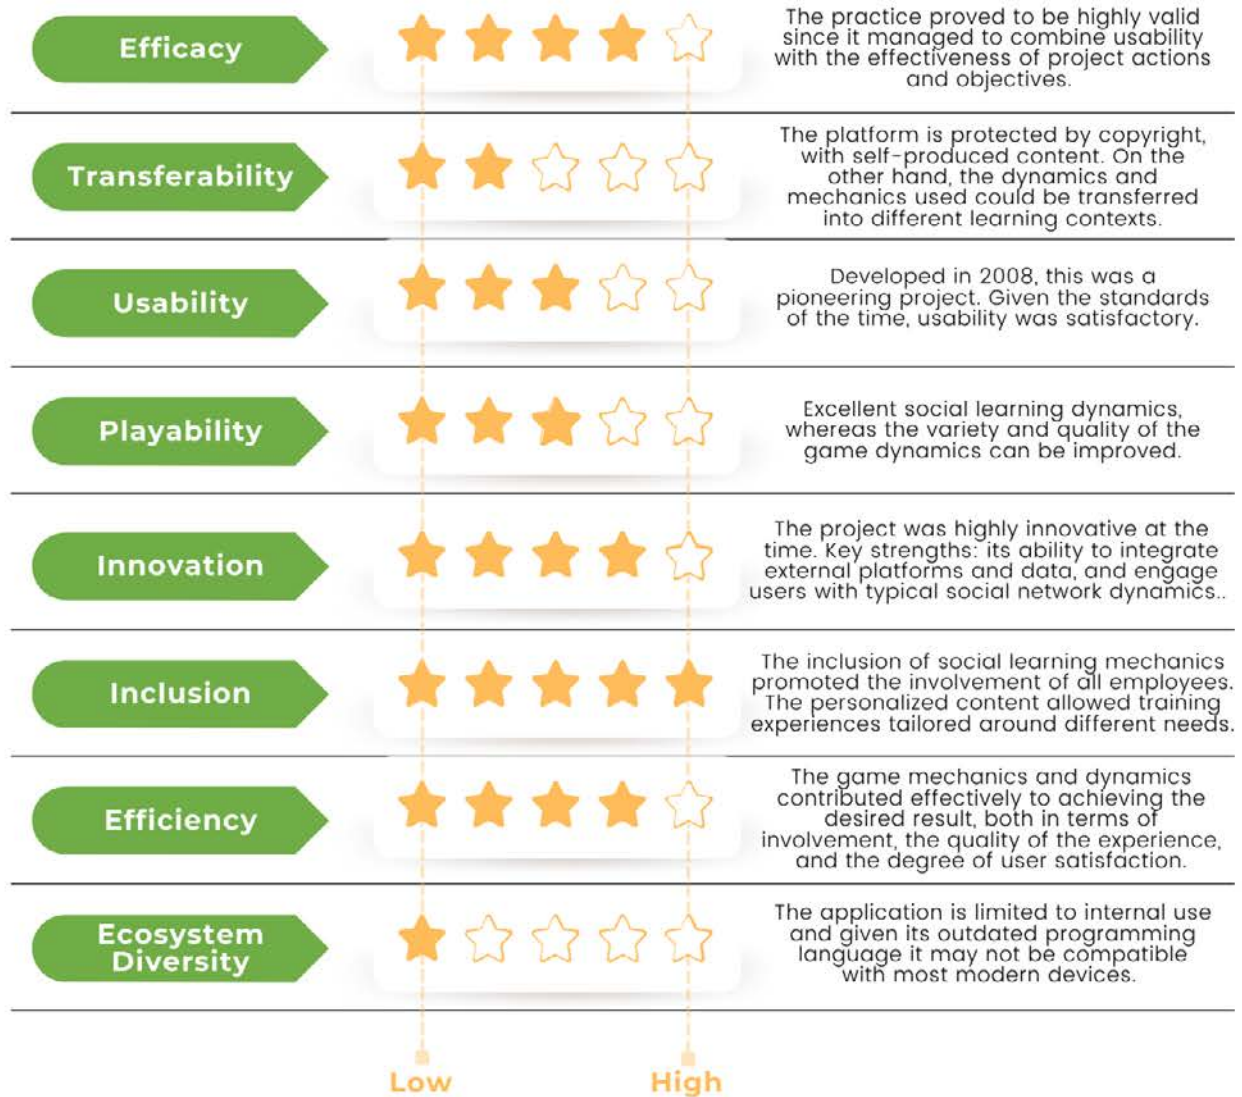 Efficacy
The practice proved to be highly valid
since it managed to combine usability
with the effectiveness of project actions
and objectives.
Transferability
The platform is protected by copyright,
with self-produced content. On the
other hand, the dynamics and
mechanics used could be transferred
into different learning contexts.
Usability
Developed in 2008, this was a
pioneering project. Given the standards
of the time, usability was satisfactory.
Playability
Excellent social learning dynamics,
whereas the variety and quality of the
game dynamics can be improved.
Innovation
The project was highly innovative at the
time. Key strengths: its ability to integrate
external platforms and data, and engage
users with typical social network dynamics..
Inclusion
The inclusion of social learning mechanics
promoted the involvement of all employees.
The personalized content allowed training
experiences tailored around different needs.
Efficiency
The game mechanics and dynamics
contributed effectively to achieving the
desired result, both in terms of
involvement, the quality of the experience,
and the degree of user satisfaction.
Ecosystem
Diversity
The application is limited to internal use
and given its outdated programming
language it may not be compatible
with most modern devices.
Low
High